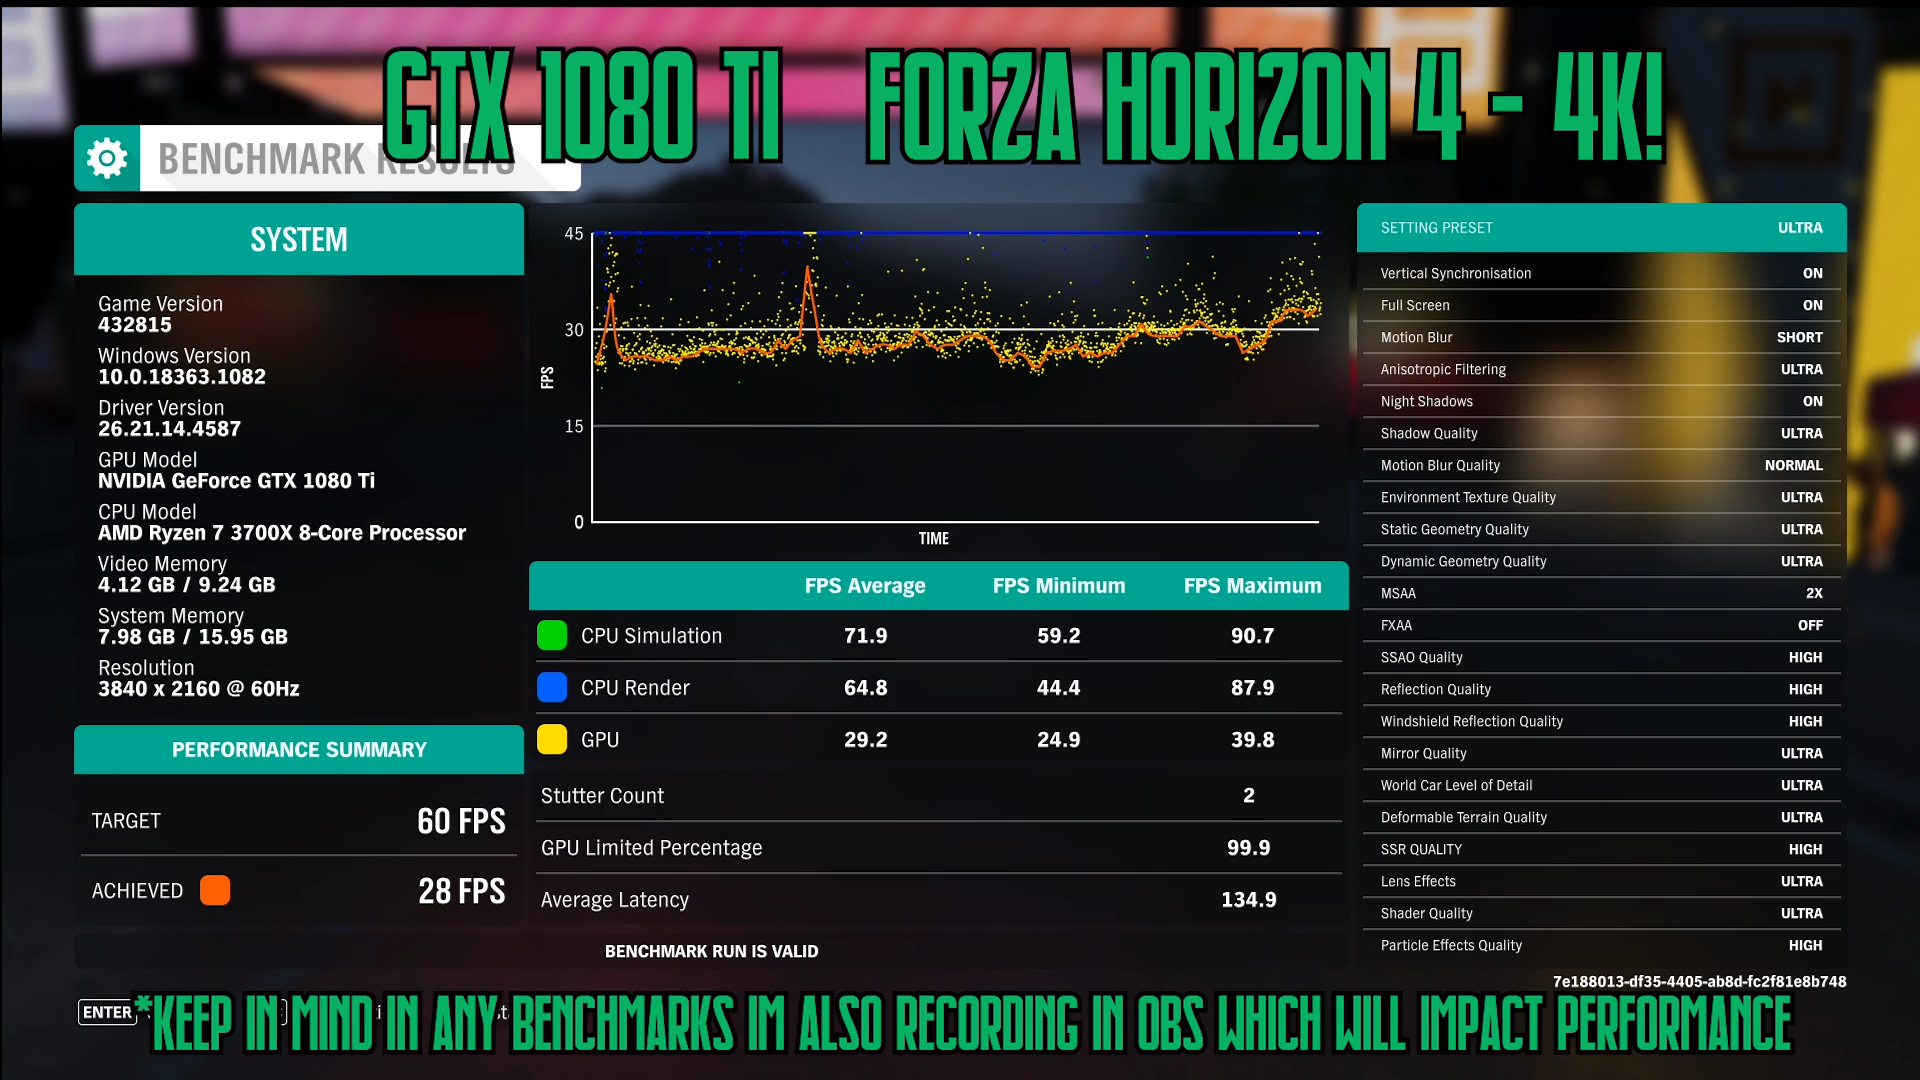 GTX 1080 TI FORZA HORIZON 4 - 4K!
BENCHMARK RESULTS
SYSTEM
Game Version
432815
Windows Version
10.0.18363.1082
Driver Version
26.21.14.4587
GPU Model
NVIDIA GeForce GTX 1080 Ti
CPU Model
AMD Ryzen 7 3700X 8-Core Processor
Video Memory
4.12 GB / 9.24 GB
System Memory
7.98 GB / 15.95 GB
Resolution
3840 x 2160 @ 60Hz
PERFORMANCE SUMMARY
TARGET 60 FPS
ACHIEVED 28 FPS
45
30
15
0
FPS
TIME
FPS Average FPS Minimum FPS Maximum
CPU Simulation 71.9 59.2 90.7
CPU Render 64.8 44.4 87.9
GPU 29.2 24.9 39.8
Stutter Count 2
GPU Limited Percentage 99.9
Average Latency 134.9
BENCHMARK RUN IS VALID
SETTING PRESET ULTRA
Vertical Synchronisation ON
Full Screen ON
Motion Blur SHORT
Anisotropic Filtering ULTRA
Night Shadows ON
Shadow Quality ULTRA
Motion Blur Quality NORMAL
Environment Texture Quality ULTRA
Static Geometry Quality ULTRA
Dynamic Geometry Quality ULTRA
MSAA 2X
FXAA OFF
SSAO Quality HIGH
Reflection Quality HIGH
Windshield Reflection Quality HIGH
Mirror Quality ULTRA
World Car Level of Detail ULTRA
Deformable Terrain Quality ULTRA
SSR QUALITY HIGH
Lens Effects ULTRA
Shader Quality ULTRA
Particle Effects Quality HIGH
7e188013-df35-4405-ab8d-fc2f81e8b748
ENTER
*KEEP IN MIND IN ANY BENCHMARKS IM ALSO RECORDING IN OBS WHICH WILL IMPACT PERFORMANCE